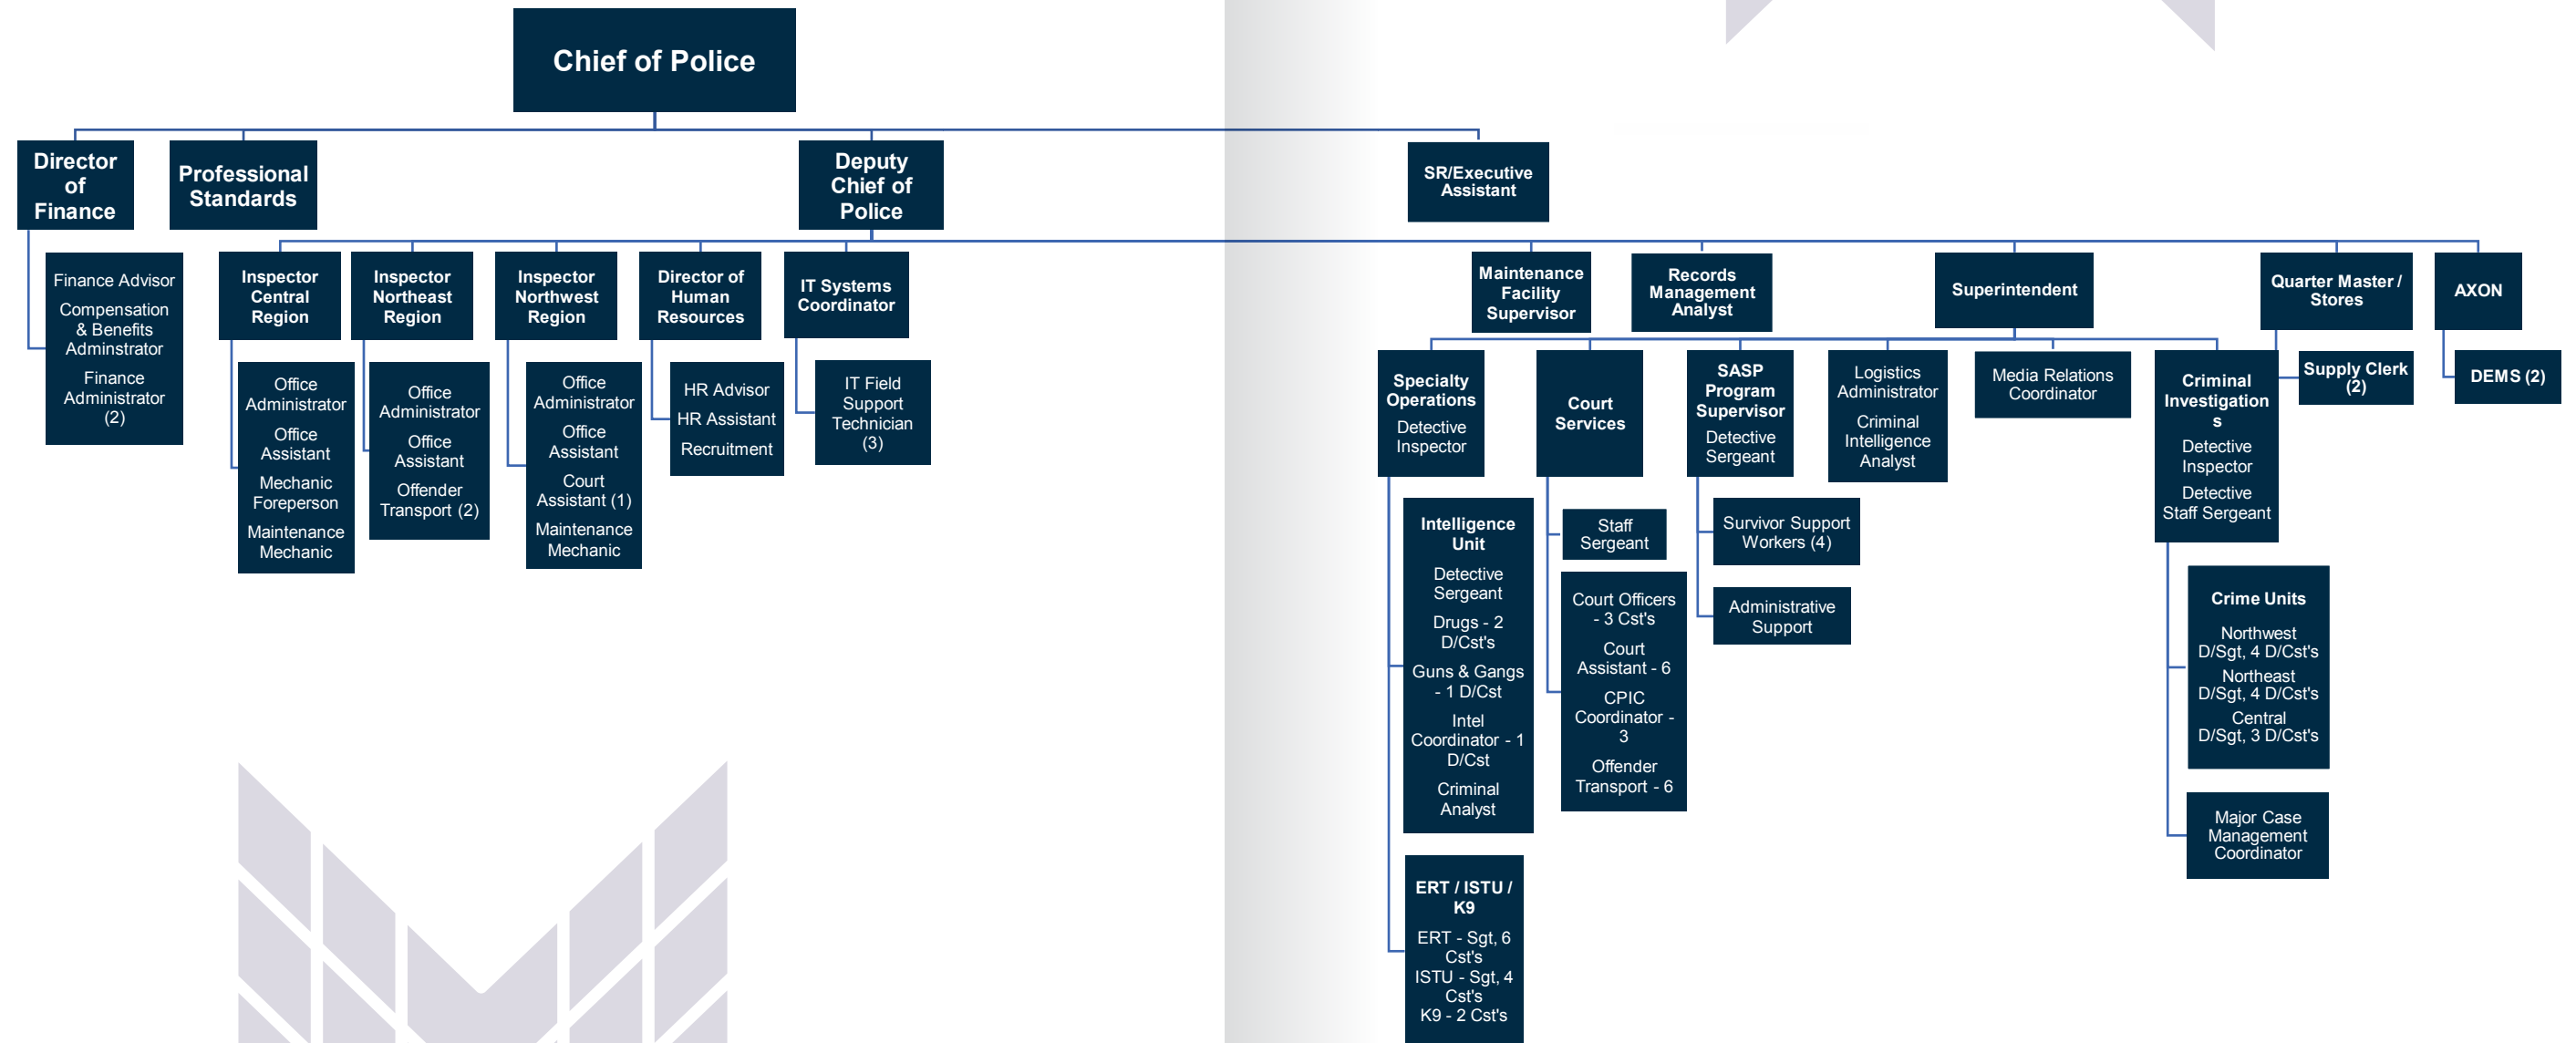 Chief of Police
Director
of
Finance
Professional
Standards
Deputy
Chief of
Police
SR/Executive
Assistant
Finance Advisor
Compensation
& Benefits
Adminstrator
Finance
Administrator
(2)
Inspector
Central
Region
Office
Administrator
Office
Assistant
Mechanic
Foreperson
Maintenance
Mechanic
Inspector
Northeast
Region
Office
Administrator
Office
Assistant
Offender
Transport (2)
Inspector
Northwest
Region
Office
Administrator
Office
Assistant
Court
Assistant (1)
Maintenance
Mechanic
Director of
Human
Resources
HR Advisor
HR Assistant
Recruitment
IT Systems
Coordinator
IT Field
Support
Technician
(3)
Maintenance
Facility
Supervisor
Records
Management
Analyst
Superintendent
Quarter Master /
Stores
Supply Clerk
(2)
AXON
DEMS (2)
Specialty
Operations
Detective
Inspector
Intelligence
Unit
Detective
Sergeant
Drugs - 2
D/Cst's
Guns & Gangs
- 1 D/Cst
Intel
Coordinator - 1
D/Cst
Criminal
Analyst
ERT / ISTU /
K9
ERT - Sgt, 6
Cst's
ISTU - Sgt, 4
Cst's
K9 - 2 Cst's
Court
Services
Staff
Sergeant
Court Officers
- 3 Cst's
Court
Assistant - 6
CPIC
Coordinator -
3
Offender
Transport - 6
SASP
Program
Supervisor
Detective
Sergeant
Survivor Support
Workers (4)
Administrative
Support
Logistics
Administrator
Criminal
Intelligence
Analyst
Media Relations
Coordinator
Criminal
Investigation
s
Detective
Inspector
Detective
Staff Sergeant
Crime Units
Northwest
D/Sgt, 4 D/Cst's
Northeast
D/Sgt, 4 D/Cst's
Central
D/Sgt, 3 D/Cst's
Major Case
Management
Coordinator